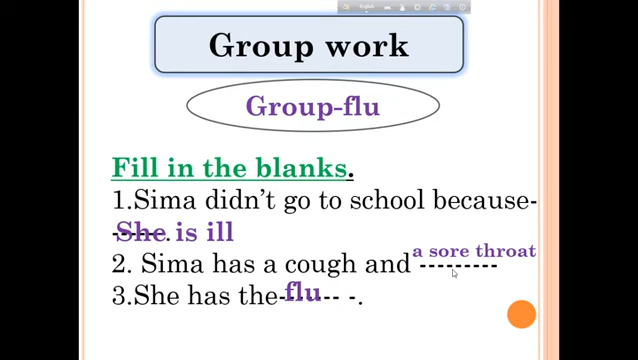 Group work
Group-flu
Fill in the blanks.
1.Sima didn't go to school because-
------. She is ill
a sore throat
2. Sima has a cough and ---------
3.She has the- flu -- -.